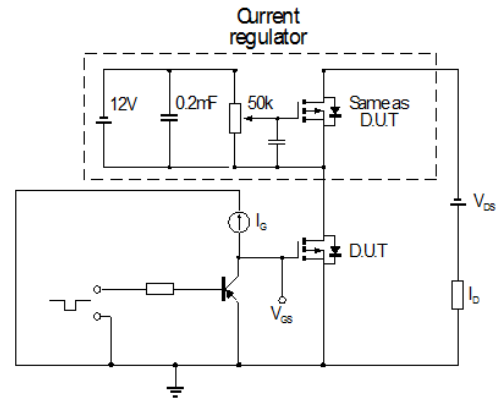 Current
regulator
12V
0.2mF
50k
Same as
D.U.T
V_DS
I_G
D.U.T
V_GS
I_D